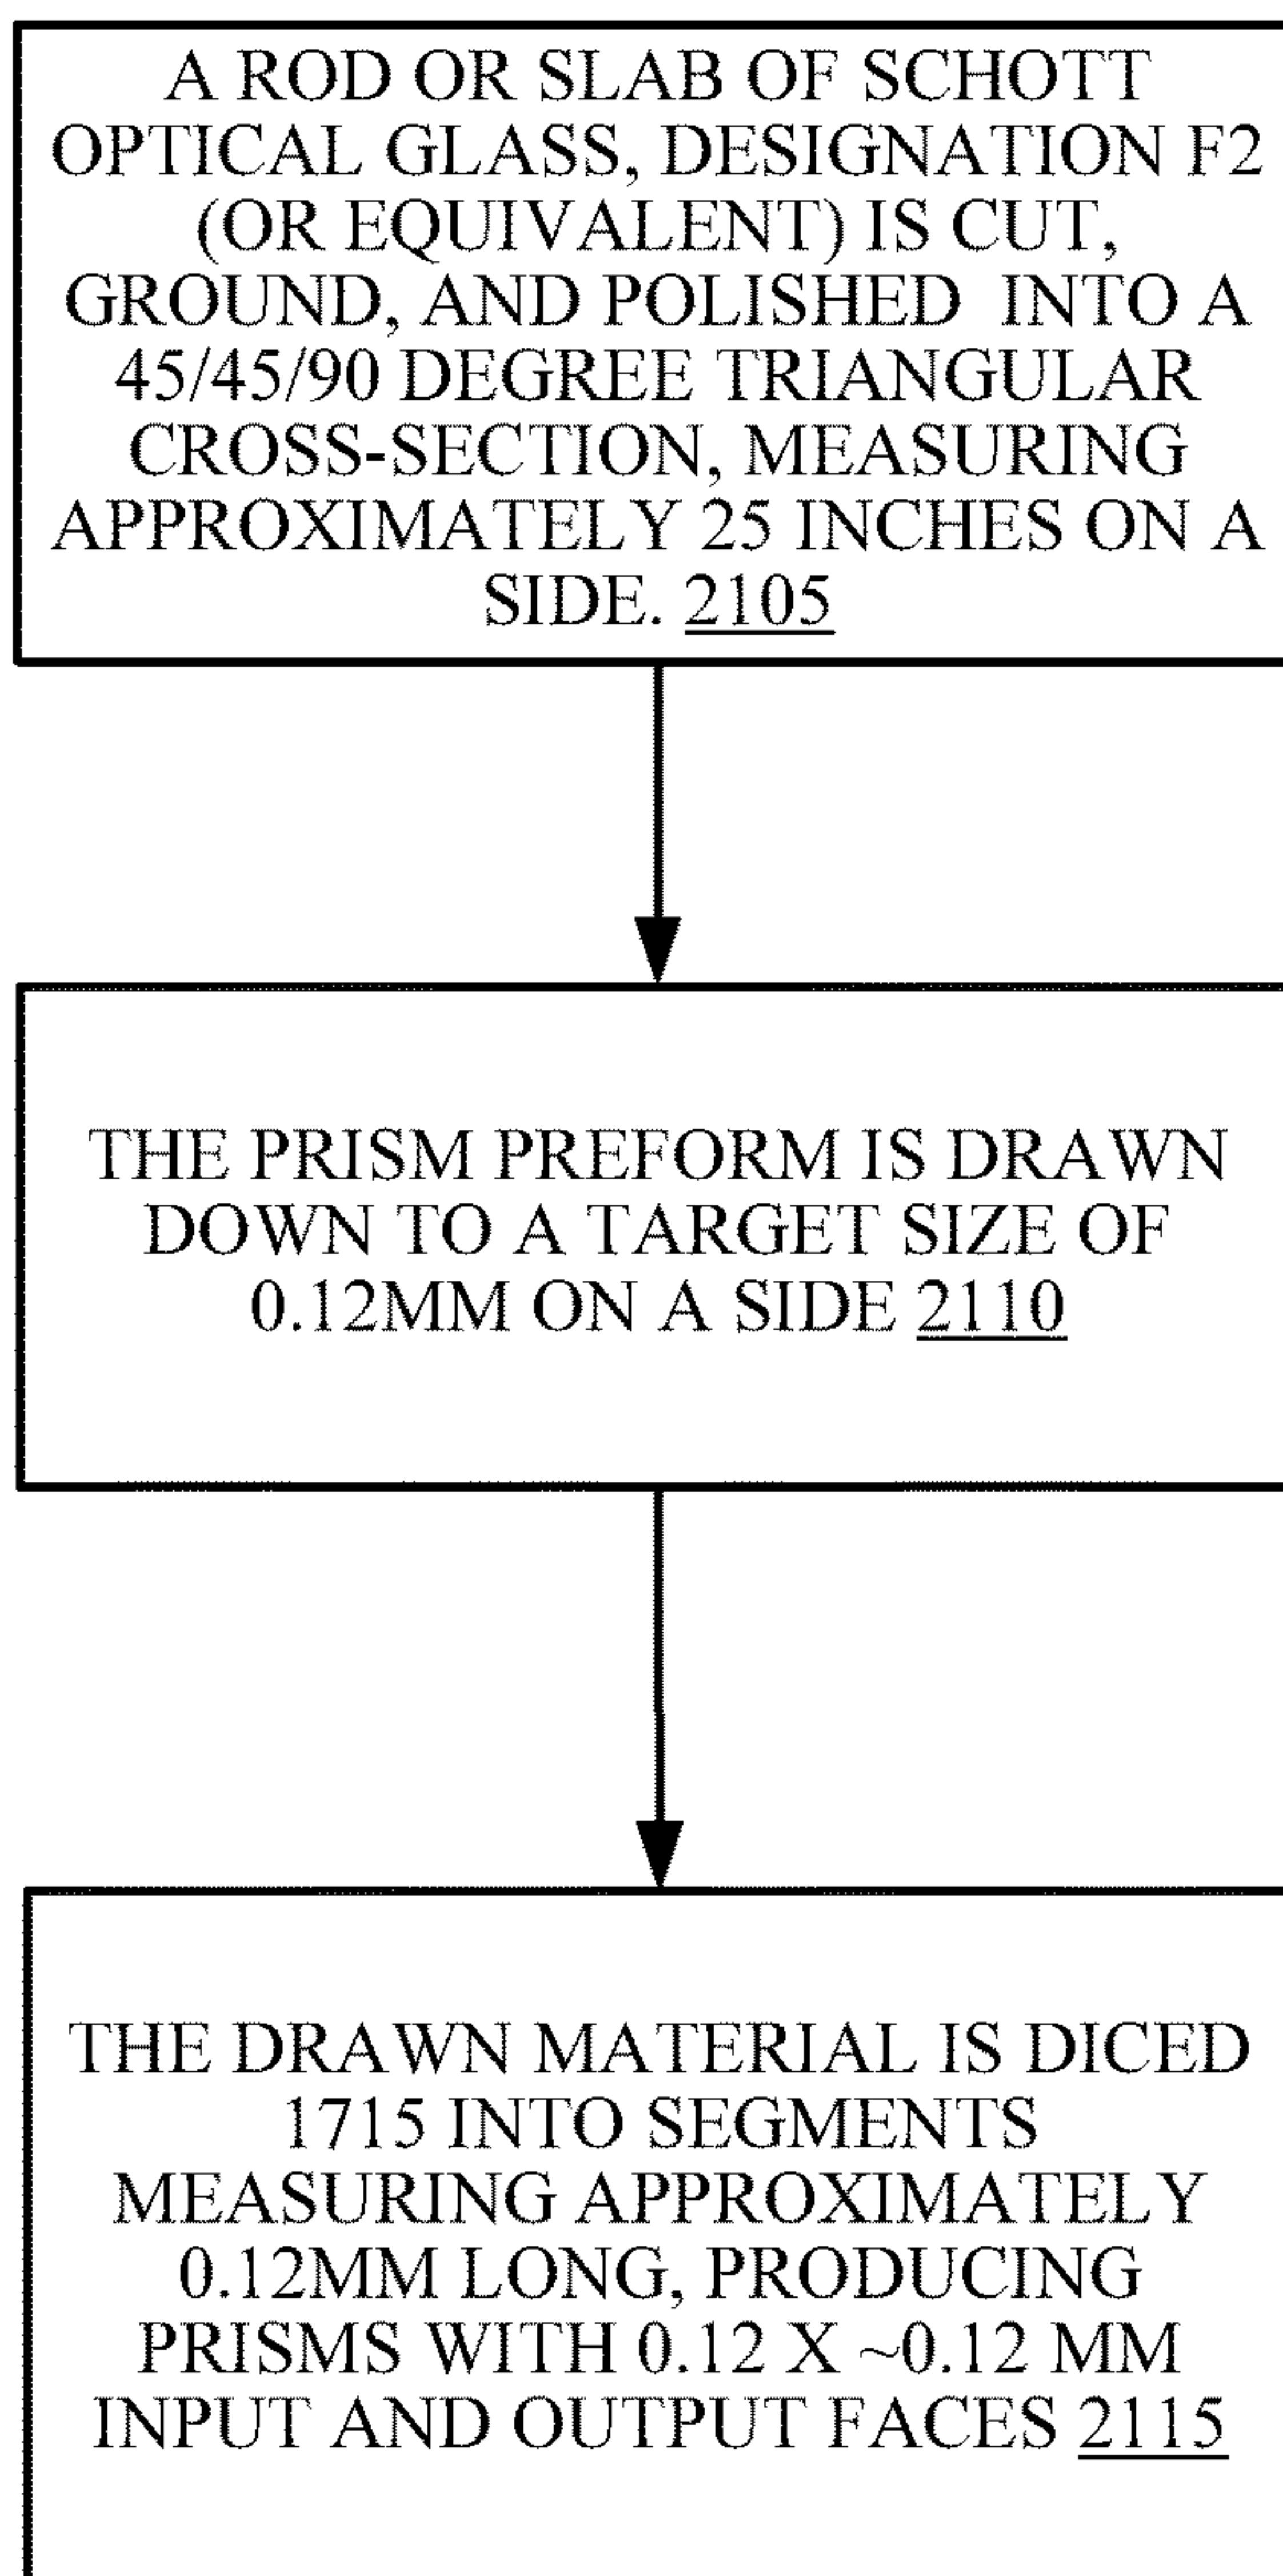 A ROD OR SLAB OF SCHOTT
OPTICAL GLASS, DESIGNATION F2
(OR EQUIVALENT) IS CUT,
GROUND, AND POLISHED INTO A
45/45/90 DEGREE TRIANGULAR
CROSS-SECTION, MEASURING
APPROXIMATELY 25 INCHES ON A
SIDE. 2105
THE PRISM PREFORM IS DRAWN
DOWN TO A TARGET SIZE OF
0.12MM ON A SIDE 2110
THE DRAWN MATERIAL IS DICED
1715 INTO SEGMENTS
MEASURING APPROXIMATELY
0.12MM LONG, PRODUCING
PRISMS WITH 0.12 X ~0.12 MM
INPUT AND OUTPUT FACES 2115